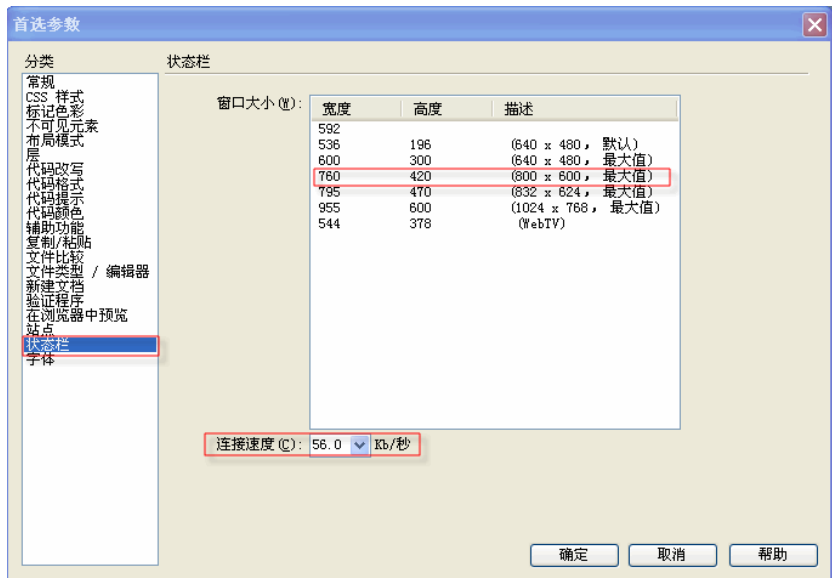 首选参数
分类
状态栏
常规
CSS 样式
标记色彩
不可见元素
布局模式
层
代码改写
代码格式
代码提示
代码颜色
辅助功能
复制/粘贴
文件比较
文件类型 / 编辑器
新建文档
验证程序
在浏览器中预览
站点
状态栏
字体
窗口大小(W):
宽度 高度 描述
592
536 196 (640 x 480, 默认)
600 300 (640 x 480, 最大值)
760 420 (800 x 600, 最大值)
795 470 (832 x 624, 最大值)
955 600 (1024 x 768, 最大值)
544 378 (WebTV)
连接速度(C): 56.0 Kb/秒
确定 取消 帮助